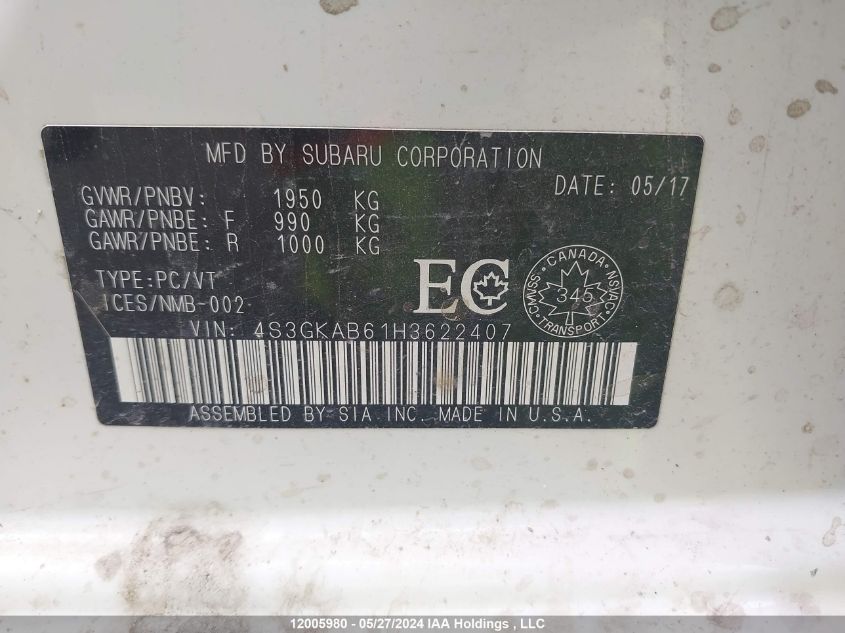 MFD BY SUBARU CORPORATION
DATE: 05/17
GVWR/PNBV: 1950 KG
GAWR/PNBE: F 990 KG
GAWR/PNBE: R 1000 KG
TYPE:PC/VT
ICES/NMB-002
EC
CANADA
CMVSS NSVAC
345
TRANSPORT
VIN: 4S3GKAB61H3622407
ASSEMBLED BY SIA INC. MADE IN U.S.A.
12005980 - 05/27/2024 IAA Holdings , LLC